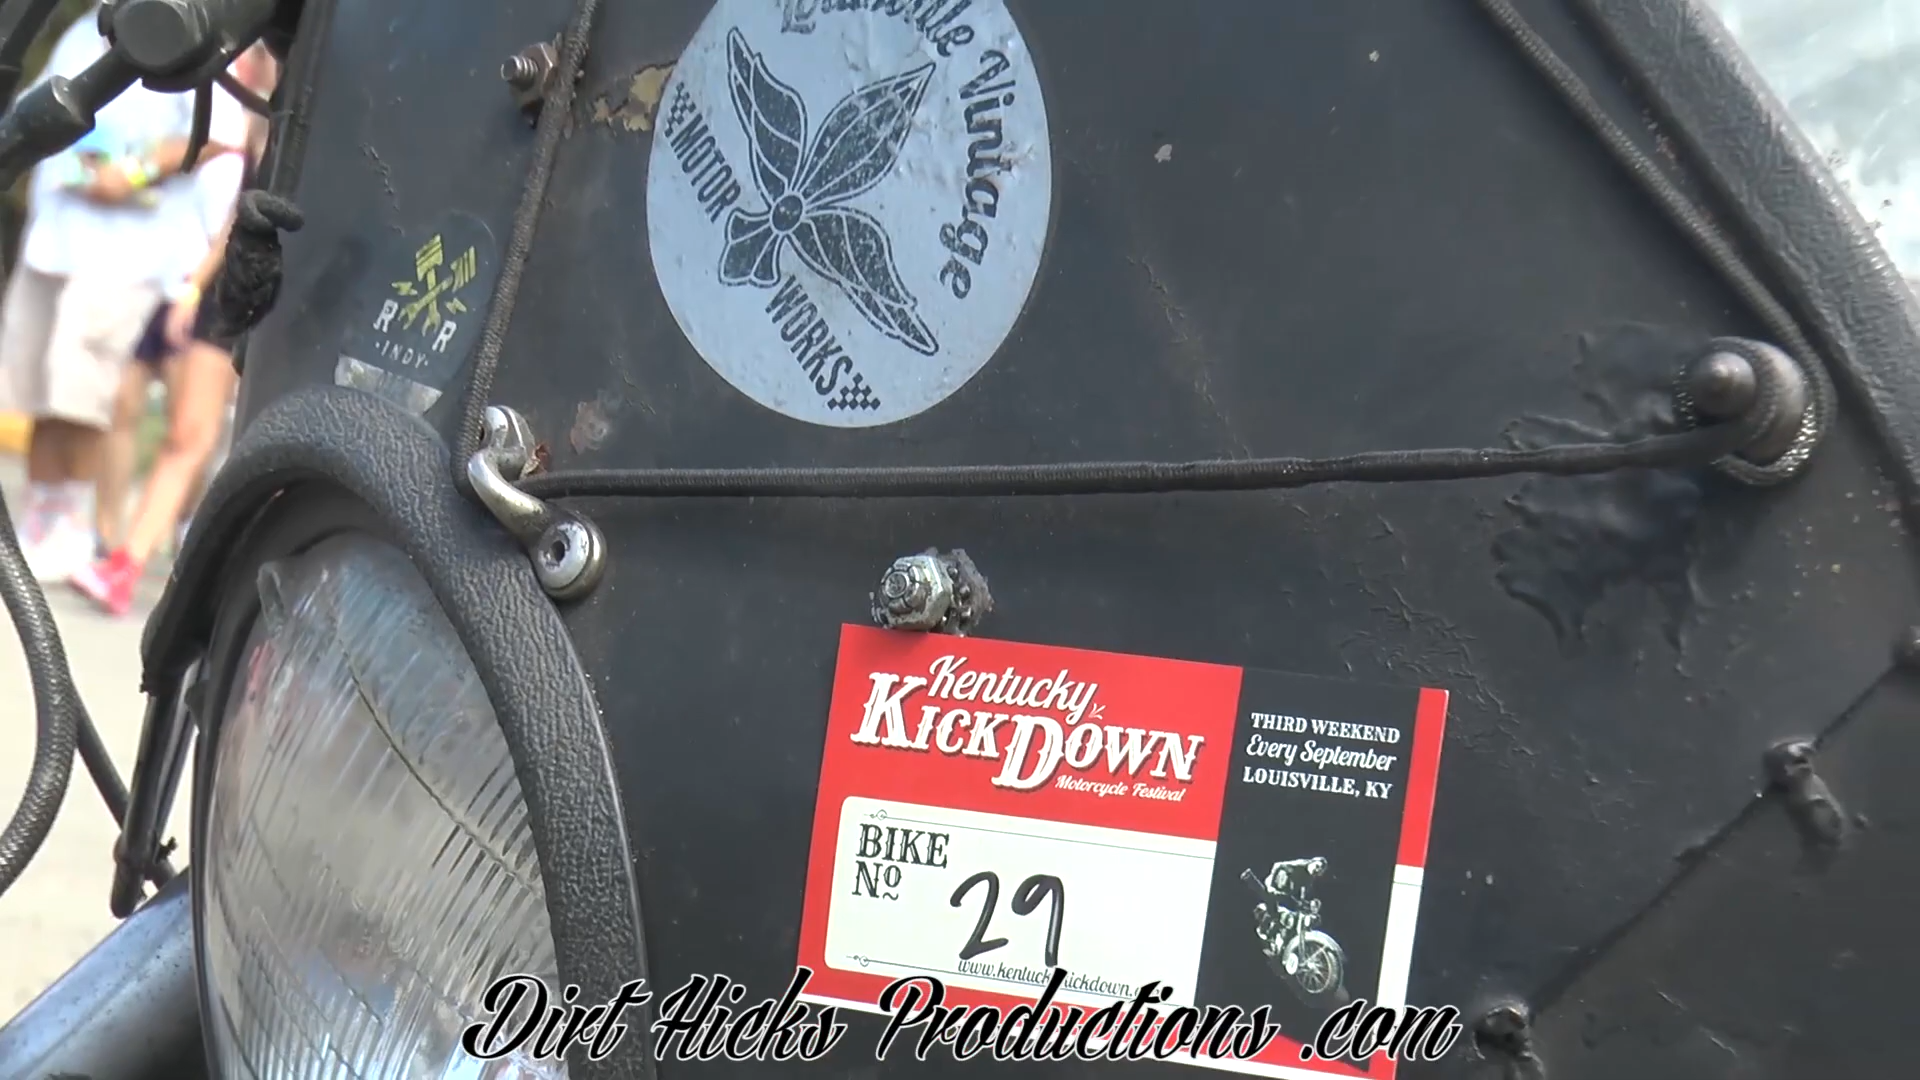 Louisville Vintage
MOTOR
WORKS
R R
·INDY·
Kentucky
KICKDOWN
Motorcycle Festival
THIRD WEEKEND
Every September
LOUISVILLE, KY
BIKE
Nº 29
Dirt Hicks Productions .com